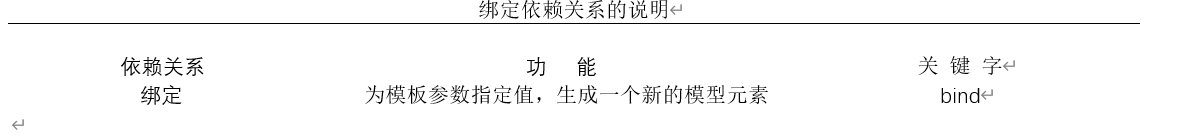 绑定依赖关系的说明
依赖关系 功 能 关 键 字
绑定 为模板参数指定值，生成一个新的模型元素 bind